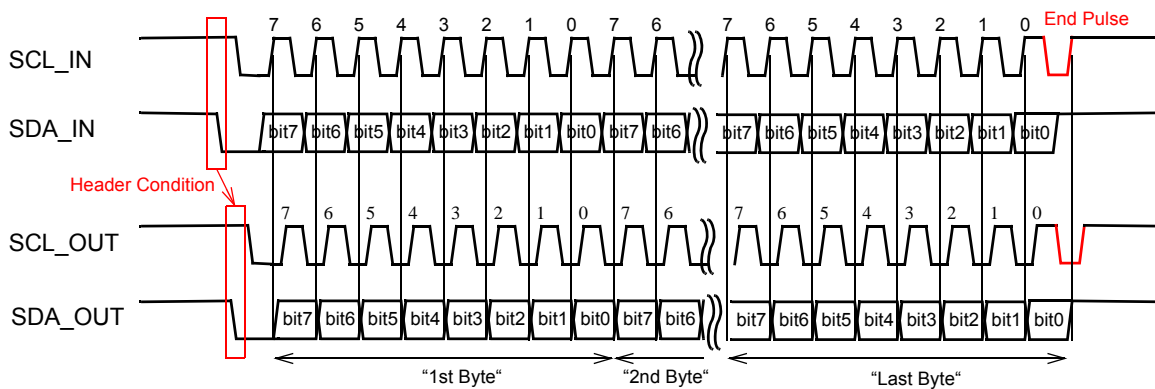 7 6 5 4 3 2 1 0 7 6 7 6 5 4 3 2 1 0 End Pulse
SCL_IN
SDA_IN bit7 bit6 bit5 bit4 bit3 bit2 bit1 bit0 bit7 bit6 bit7 bit6 bit5 bit4 bit3 bit2 bit1 bit0
Header Condition
7 6 5 4 3 2 1 0 7 6 7 6 5 4 3 2 1 0
SCL_OUT
SDA_OUT bit7 bit6 bit5 bit4 bit3 bit2 bit1 bit0 bit7 bit6 bit7 bit6 bit5 bit4 bit3 bit2 bit1 bit0
“1st Byte“ “2nd Byte“ “Last Byte“